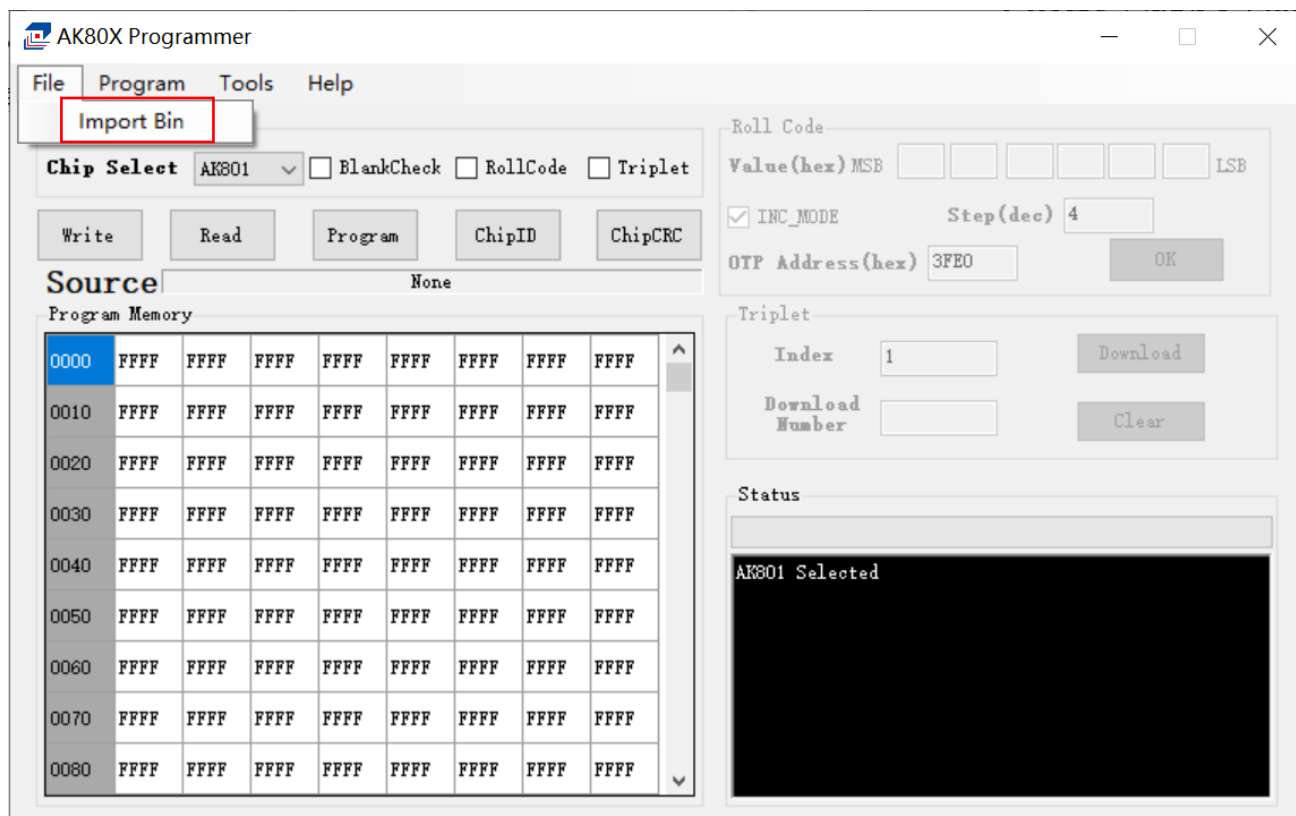 AK80X Programmer
File Program Tools Help
Import Bin
Chip Select AK801 BlankCheck RollCode Triplet
Write Read Program ChipID ChipCRC
Source None
Program Memory
0000 FFFF FFFF FFFF FFFF FFFF FFFF FFFF FFFF
0010 FFFF FFFF FFFF FFFF FFFF FFFF FFFF FFFF
0020 FFFF FFFF FFFF FFFF FFFF FFFF FFFF FFFF
0030 FFFF FFFF FFFF FFFF FFFF FFFF FFFF FFFF
0040 FFFF FFFF FFFF FFFF FFFF FFFF FFFF FFFF
0050 FFFF FFFF FFFF FFFF FFFF FFFF FFFF FFFF
0060 FFFF FFFF FFFF FFFF FFFF FFFF FFFF FFFF
0070 FFFF FFFF FFFF FFFF FFFF FFFF FFFF FFFF
0080 FFFF FFFF FFFF FFFF FFFF FFFF FFFF FFFF
Roll Code
Value(hex) MSB LSB
INC_MODE Step(dec) 4
OTP Address(hex) 3FE0 OK
Triplet
Index 1 Download
Download
Number Clear
Status
AK801 Selected